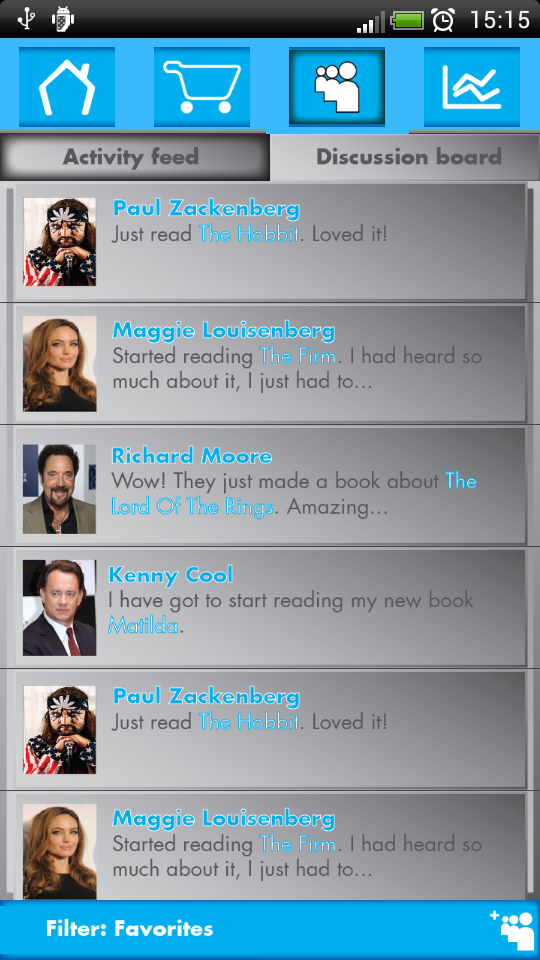 15:15
Activity feed
Discussion board
Paul Zackenberg
Just read The Hobbit. Loved it!
Maggie Louisenberg
Started reading The Firm. I had heard so
much about it, I just had to...
Richard Moore
Wow! They just made a book about The
Lord Of The Rings. Amazing...
Kenny Cool
I have got to start reading my new book
Matilda.
Paul Zackenberg
Just read The Hobbit. Loved it!
Maggie Louisenberg
Started reading The Firm. I had heard so
much about it, I just had to...
Filter: Favorites